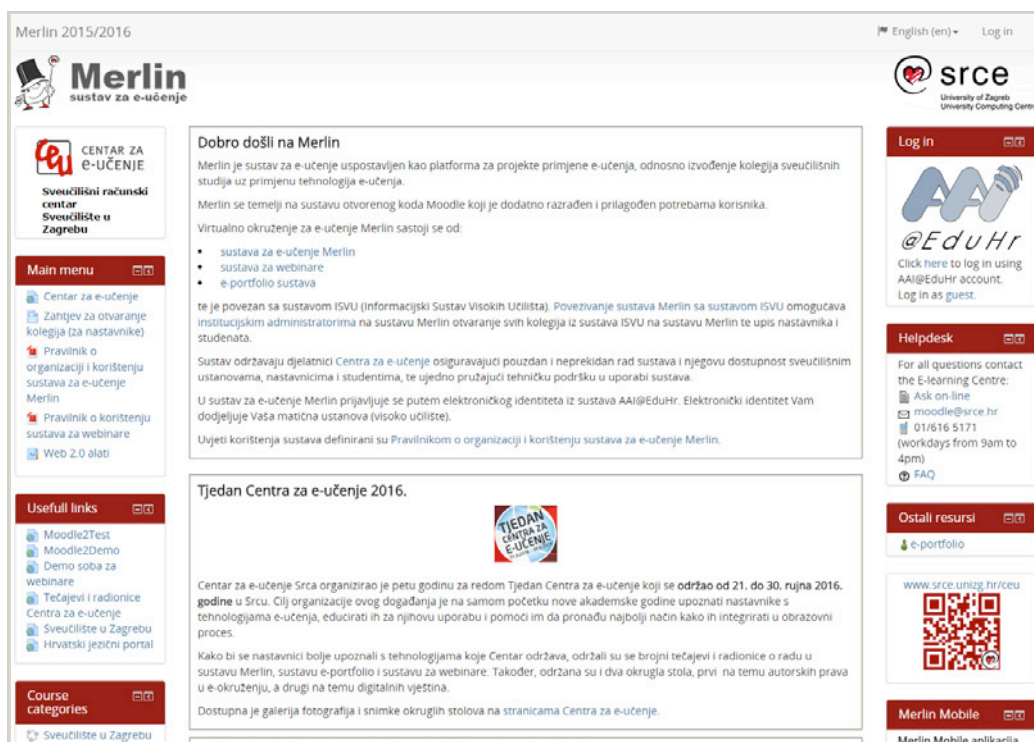 Merlin 2015/2016
English (en)
Log in
Merlin
sustav za e-učenje
srce
University of Zagreb
University Computing Centr
CENTAR ZA
e-UČENJE
Sveučilišni računski
centar
Sveučilište u
Zagrebu
Main menu
Centar za e-učenje
Zahtjev za otvaranje
kolegija (za nastavnike)
Pravilnik o
organizaciji i korištenju
sustava za e-učenje
Merlin
Pravilnik o korištenju
sustava za webinare
Web 2.0 alati
Usefull links
Moodle2Test
Moodle2Demo
Demo soba za
webinare
Tečajevi i radionice
Centra za e-učenje
Sveučilište u Zagrebu
Hrvatski jezični portal
Course
categories
Sveučilište u Zagrebu
Dobro došli na Merlin
Merlin je sustav za e-učenje uspostavljen kao platforma za projekte primjene e-učenja, odnosno izvođenje kolegija sveučilišnih
studija uz primjenu tehnologija e-učenja.
Merlin se temelji na sustavu otvorenog koda Moodle koji je dodatno razrađen i prilagođen potrebama korisnika.
Virtualno okruženje za e-učenje Merlin sastoji se od:
• sustava za e-učenje Merlin
• sustava za webinare
• e-portfolio sustava
te je povezan sa sustavom ISVU (Informacijski Sustav Visokih Učilišta). Povezivanje sustava Merlin sa sustavom ISVU omogućava
institucijskim administratorima na sustavu Merlin otvaranje svih kolegija iz sustava ISVU na sustavu Merlin te upis nastavnika i
studenata.
Sustav održavaju djelatnici Centra za e-učenje osiguravajući pouzdan i neprekidan rad sustava i njegovu dostupnost sveučilišnim
ustanovama, nastavnicima i studentima, te ujedno pružajući tehničku podršku u uporabi sustava.
U sustav za e-učenje Merlin prijavljuje se putem elektroničkog identiteta iz sustava AAI@EduHr. Elektronički identitet Vam
dodjeljuje Vaša matična ustanova (visoko učilište).
Uvjeti korištenja sustava definirani su Pravilnikom o organizaciji i korištenju sustava za e-učenje Merlin.
Tjedan Centra za e-učenje 2016.
TJEDAN
CENTRA ZA
E-UČENJE
Centar za e-učenje Srca organizirao je petu godinu za redom Tjedan Centra za e-učenje koji se održao od 21. do 30. rujna 2016.
godine u Srcu. Cilj organizacije ovog događanja je na samom početku nove akademske godine upoznati nastavnike s
tehnologijama e-učenja, educirati ih za njihovu uporabu i pomoći im da pronađu najbolji način kako ih integrirati u obrazovni
proces.
Kako bi se nastavnici bolje upoznali s tehnologijama koje Centar održava, održali su se brojni tečajevi i radionice o radu u
sustavu Merlin, sustavu e-portfolio i sustavu za webinare. Također, održana su i dva okrugla stola, prvi na temu autorskih prava
u e-okruženju, a drugi na temu digitalnih vještina.
Dostupna je galerija fotografija i snimke okruglih stolova na stranicama Centra za e-učenje.
Log in
AAI
@EduHr
Click here to log in using
AAI@EduHr account.
Log in as guest.
Helpdesk
For all questions contact
the E-learning Centre:
Ask on-line
moodle@srce.hr
01/616 5171
(workdays from 9am to
4pm)
FAQ
Ostali resursi
e-portfolio
www.srce.unizg.hr/ceu
Merlin Mobile
Merlin Mobile aplikacija